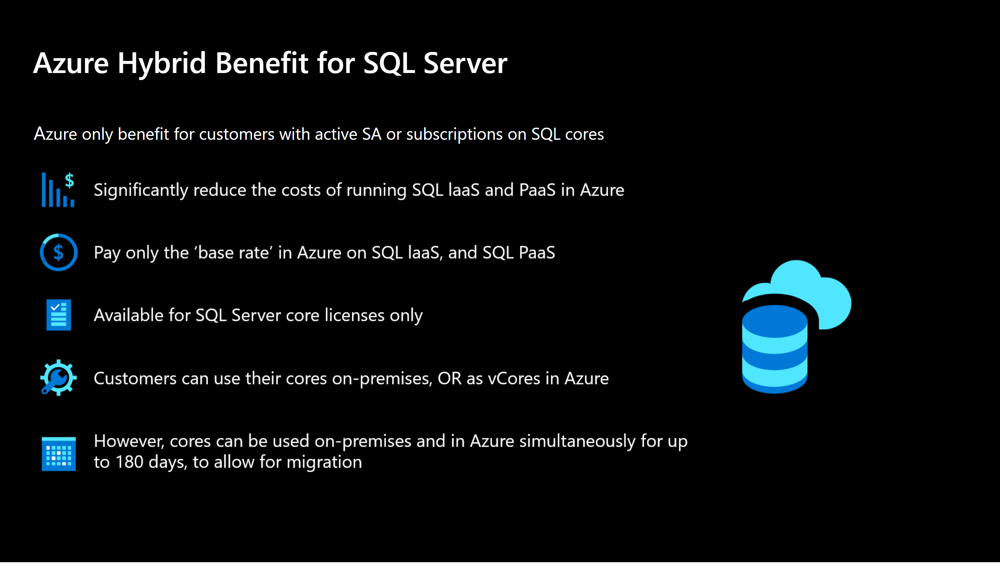 Azure Hybrid Benefit for SQL Server
Azure only benefit for customers with active SA or subscriptions on SQL cores
$
Significantly reduce the costs of running SQL IaaS and PaaS in Azure
$
Pay only the ‘base rate’ in Azure on SQL IaaS, and SQL PaaS
Available for SQL Server core licenses only
Customers can use their cores on-premises, OR as vCores in Azure
However, cores can be used on-premises and in Azure simultaneously for up
to 180 days, to allow for migration